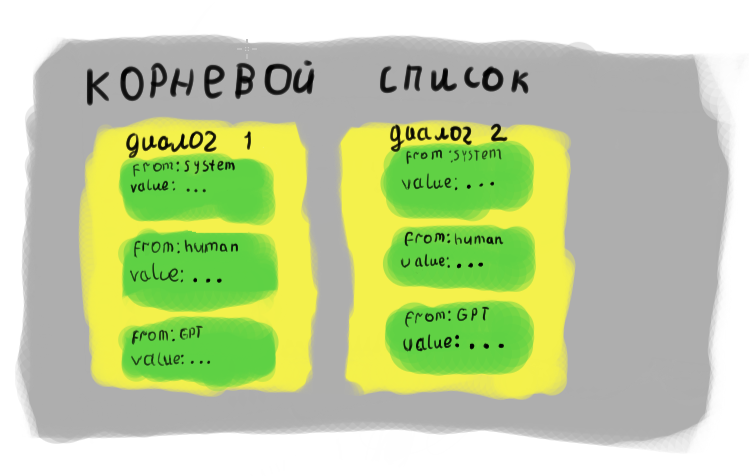 корневой список
диалог 1
from: system
value: ...
from: human
value: ...
from: GPT
value: ...
диалог 2
from: system
value: ...
from: human
value: ...
from: GPT
value: ...